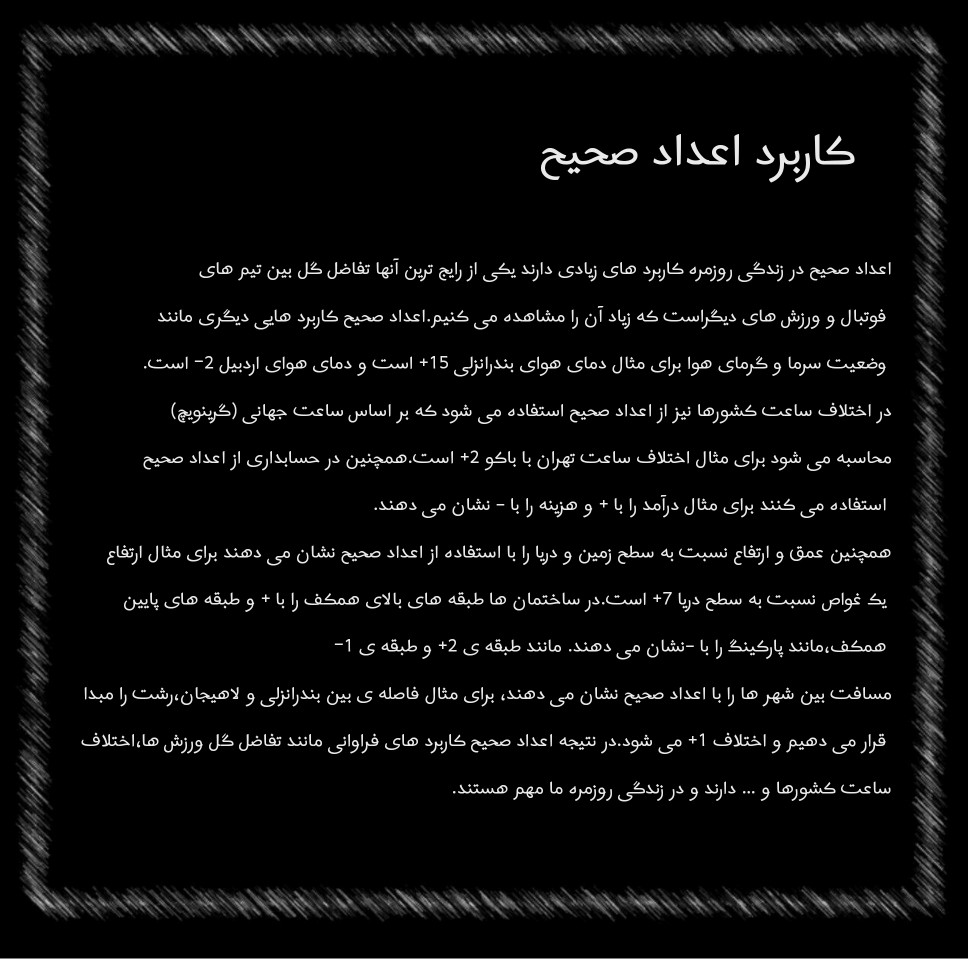 کاربرد اعداد صحیح
اعداد صحیح در زندگی روزمره کاربرد های زیادی دارند یکی از رایج ترین آنها تفاضل گل بین تیم های
فوتبال و ورزش های دیگراست که زیاد آن را مشاهده می کنیم.اعداد صحیح کاربرد هایی دیگری مانند
وضعیت سرما و گرمای هوا برای مثال دمای هوای بندرانزلی 15+ است و دمای هوای اردبیل 2- است.
در اختلاف ساعت کشورها نیز از اعداد صحیح استفاده می شود که بر اساس ساعت جهانی (گرینویچ)
محاسبه می شود برای مثال اختلاف ساعت تهران با باکو 2+ است.همچنین در حسابداری از اعداد صحیح
استفاده می کنند برای مثال درآمد را با + و هزینه را با - نشان می دهند.
همچنین عمق و ارتفاع نسبت به سطح زمین و دریا را با استفاده از اعداد صحیح نشان می دهند برای مثال ارتفاع
یک غواص نسبت به سطح دریا 7+ است.در ساختمان ها طبقه های بالای همکف را با + و طبقه های پایین
همکف،مانند پارکینگ را با -نشان می دهند. مانند طبقه ی 2+ و طبقه ی 1-
مسافت بین شهر ها را با اعداد صحیح نشان می دهند، برای مثال فاصله ی بین بندرانزلی و لاهیجان،رشت را مبدا
قرار می دهیم و اختلاف 1+ می شود.در نتیجه اعداد صحیح کاربرد های فراوانی مانند تفاضل گل ورزش ها،اختلاف
ساعت کشورها و ... دارند و در زندگی روزمره ما مهم هستند.